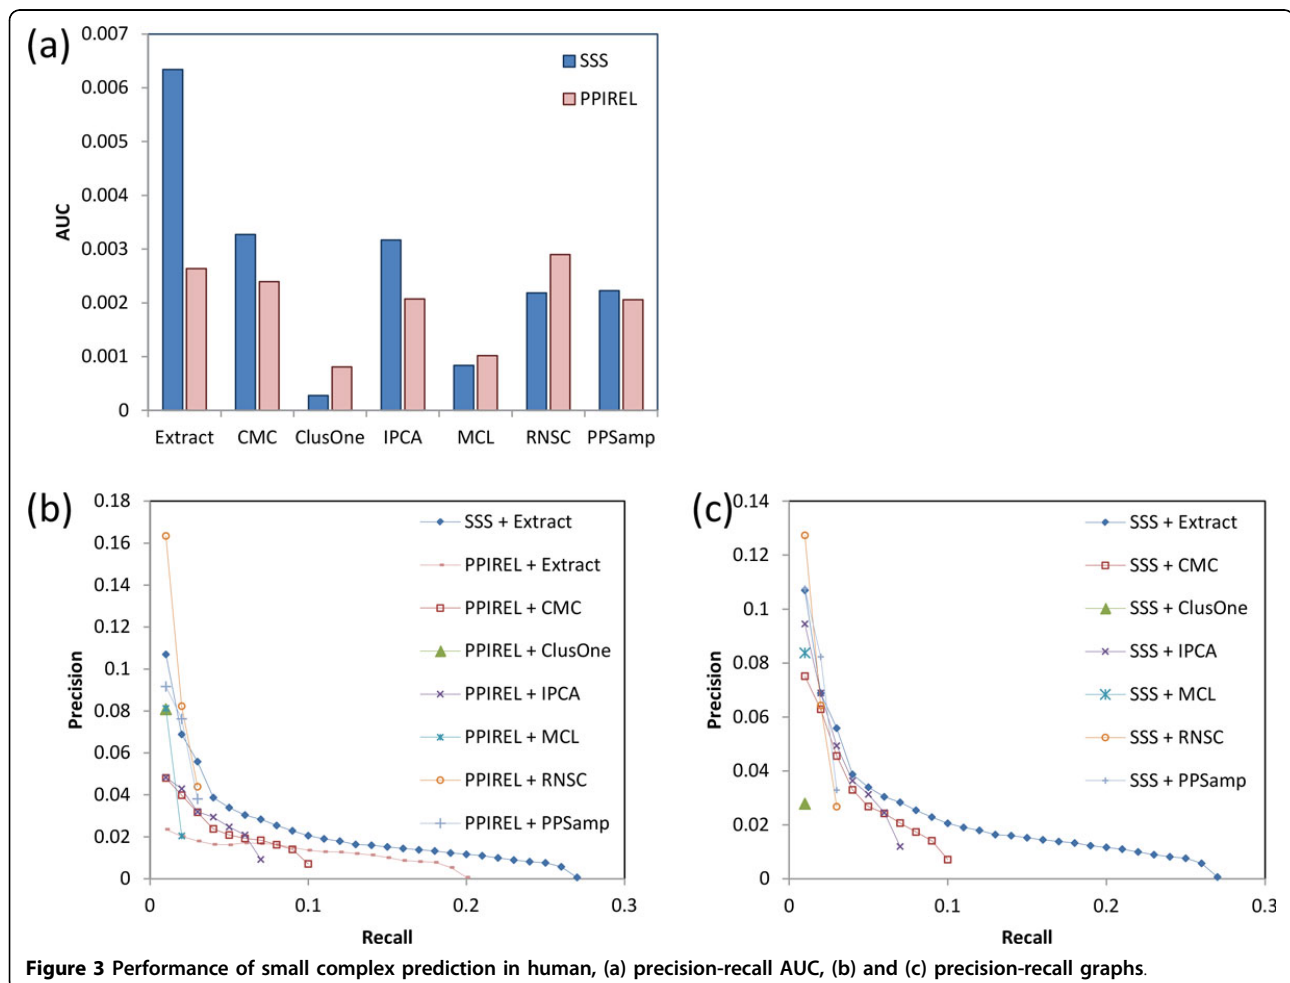 (a)
0.007
0.006
0.005
0.004
0.003
0.002
0.001
0
AUC
SSS
PPIREL
Extract CMC ClusOne IPCA MCL RNSC PPSamp
(b)
0.18
0.16
0.14
0.12
0.1
0.08
0.06
0.04
0.02
0
Precision
SSS + Extract
PPIREL + Extract
PPIREL + CMC
PPIREL + ClusOne
PPIREL + IPCA
PPIREL + MCL
PPIREL + RNSC
PPIREL + PPSamp
0 0.1 0.2 0.3
Recall
(c)
0.14
0.12
0.1
0.08
0.06
0.04
0.02
0
Precision
SSS + Extract
SSS + CMC
SSS + ClusOne
SSS + IPCA
SSS + MCL
SSS + RNSC
SSS + PPSamp
0 0.1 0.2 0.3
Recall
Figure 3 Performance of small complex prediction in human, (a) precision-recall AUC, (b) and (c) precision-recall graphs.